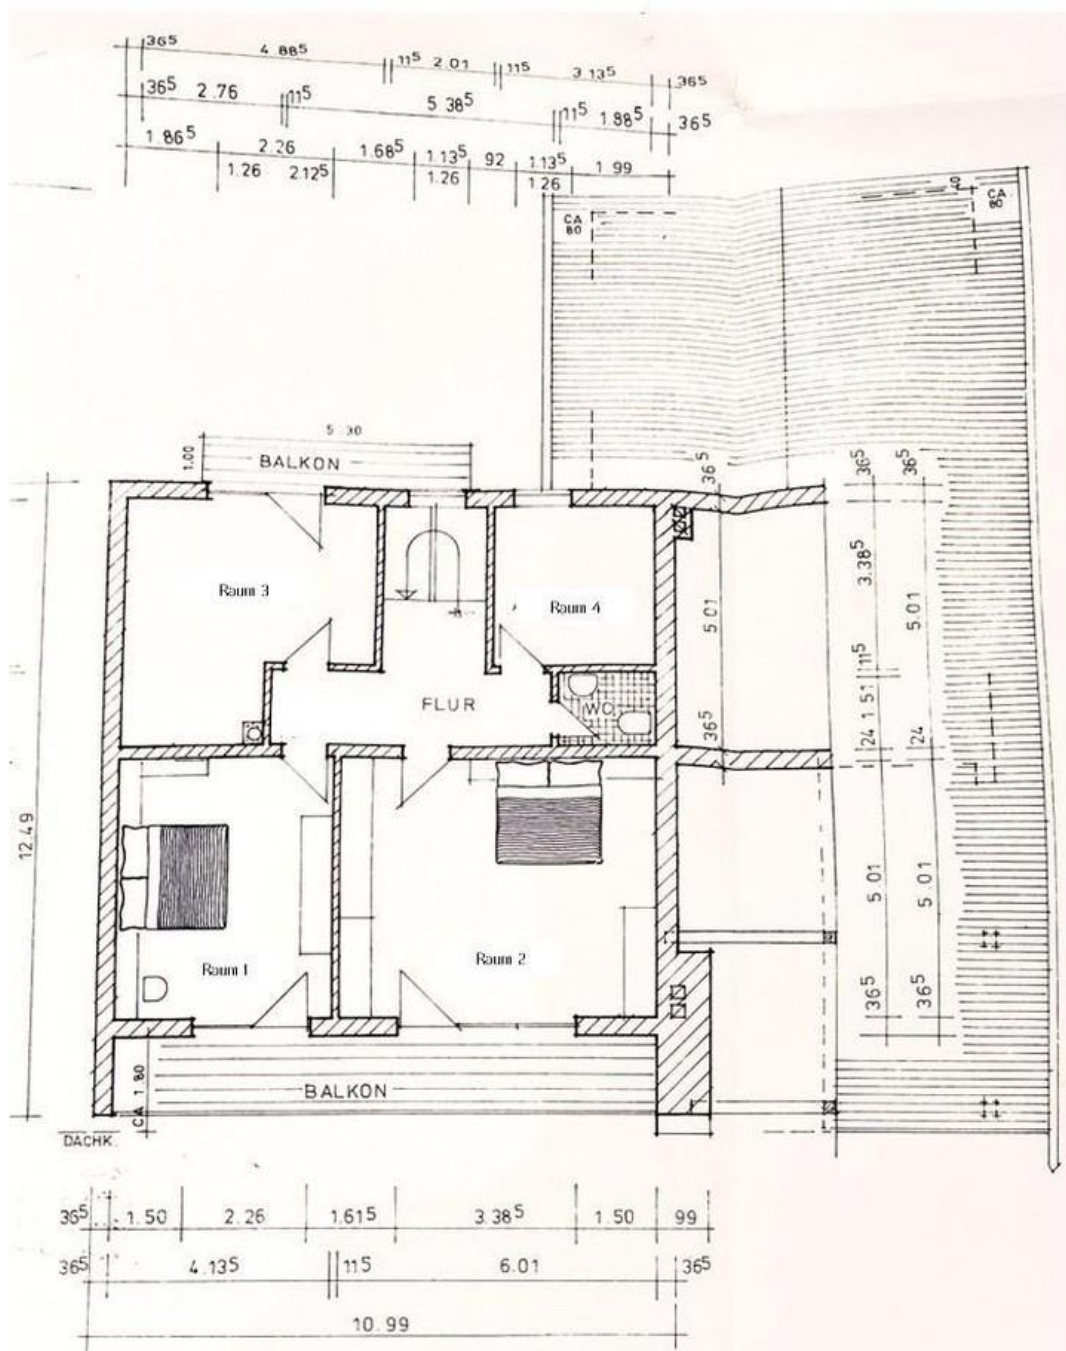 36⁵ 4.88⁵ 11⁵ 2.01 11⁵ 3.13⁵ 36⁵
36⁵ 2.76 11⁵ 5.38⁵ 11⁵ 1.88⁵ 36⁵
1.86⁵ 2.26 1.68⁵ 1.13⁵ 92 1.13⁵ 1.99
1.26 2.12⁵ 1.26 1.26
CA
80
40
CA.
80
5.30
1.00
BALKON
36⁵
36⁵
36⁵
Raum 3
Raum 4
3.38⁵
5.01
5.01
11⁵
FLUR
WC
1 51
36⁵
24
24
12.49
5.01
5.01
Raum 1
Raum 2
36⁵
36⁵
CA 1.80
BALKON
DACHK.
36⁵ 1.50 2.26 1.615 3.38⁵ 1.50 99
36⁵ 4.13⁵ 115 6.01 36⁵
10.99